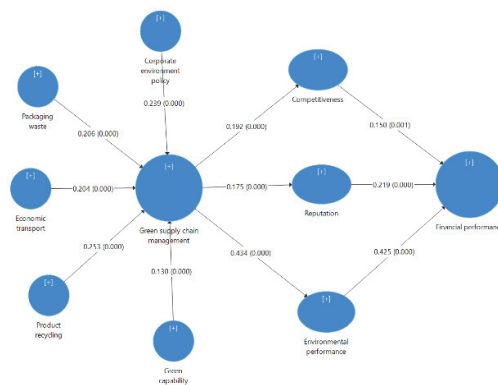 [+]
Corporate environment
policy
[+]
Packaging
waste
[+]
Competitiveness
0.239 (0.000)
0.206 (0.000)
0.192 (0.000)
0.150 (0.001)
[+]
Economic
transport
0.204 (0.000)
[+]
Green supply chain
management
0.175 (0.000)
[+]
Reputation
0.219 (0.000)
[+]
Financial performance
0.253 (0.000)
0.130 (0.000)
0.434 (0.000)
0.425 (0.000)
[+]
Product
recycling
[+]
Green
capability
[+]
Environmental
performance